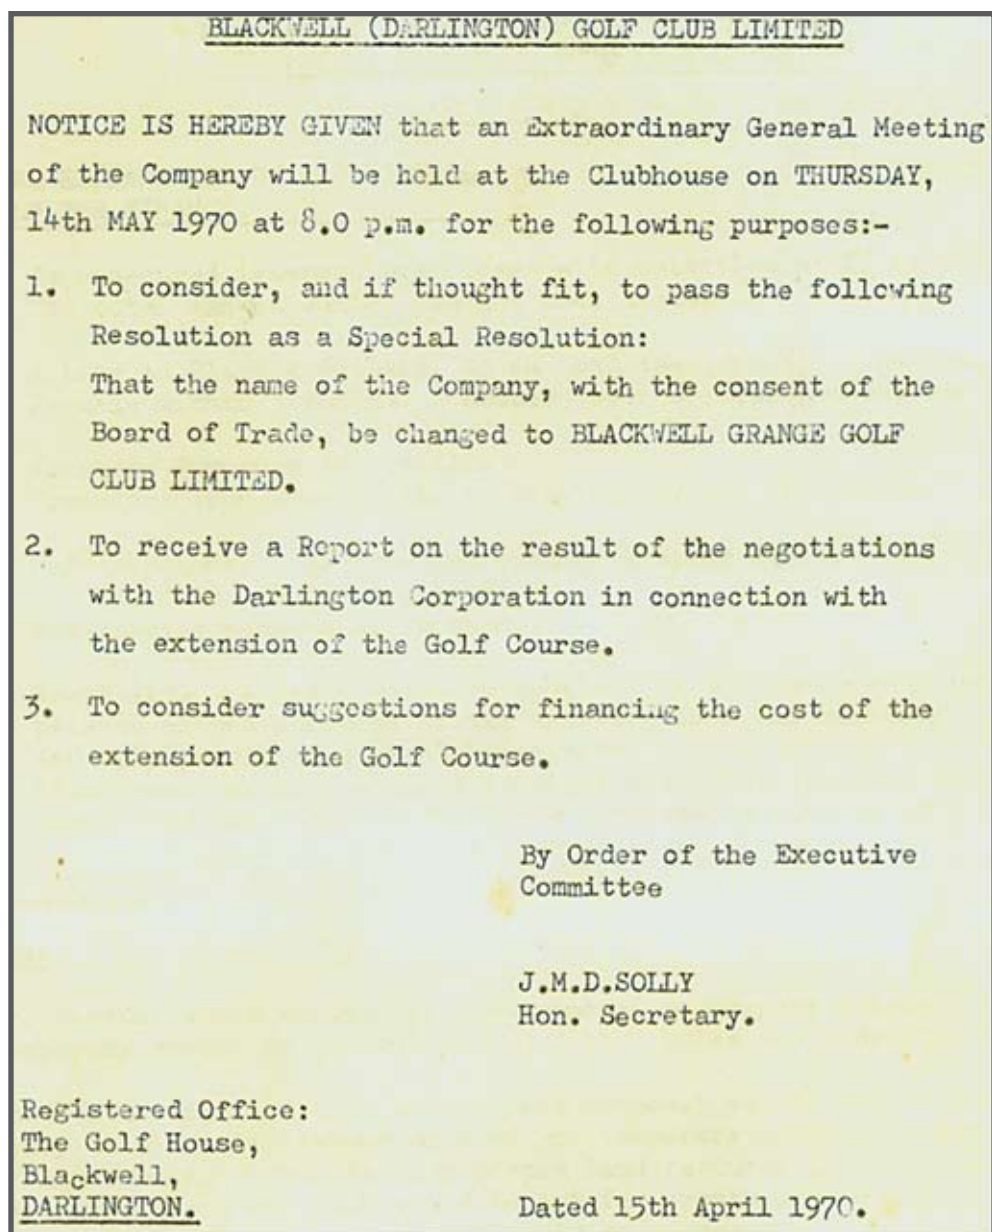 BLACKWELL (DARLINGTON) GOLF CLUB LIMITED
NOTICE IS HEREBY GIVEN that an Extraordinary General Meeting
of the Company will be held at the Clubhouse on THURSDAY,
14th MAY 1970 at 8.0 p.m. for the following purposes:-
1. To consider, and if thought fit, to pass the following
Resolution as a Special Resolution:
That the name of the Company, with the consent of the
Board of Trade, be changed to BLACKWELL GRANGE GOLF
CLUB LIMITED.
2. To receive a Report on the result of the negotiations
with the Darlington Corporation in connection with
the extension of the Golf Course.
3. To consider suggestions for financing the cost of the
extension of the Golf Course.
By Order of the Executive
Committee
J.M.D.SOLLY
Hon. Secretary.
Registered Office:
The Golf House,
Blackwell,
DARLINGTON.
Dated 15th April 1970.